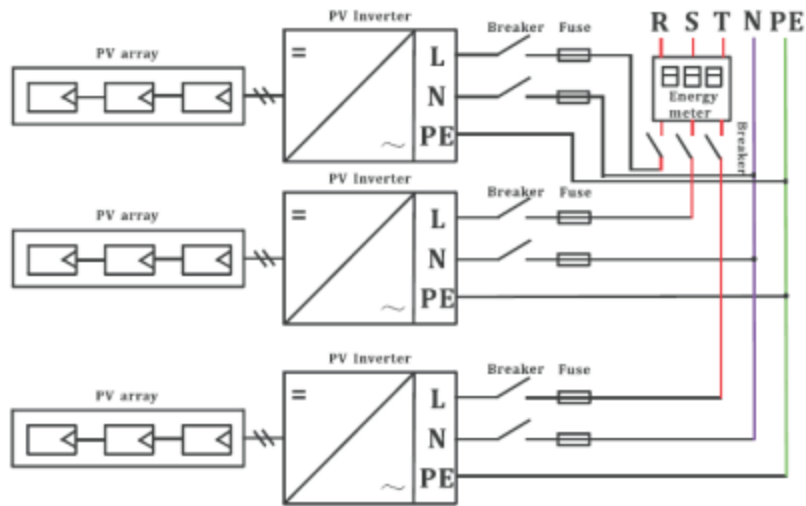 PV Inverter
Breaker Fuse
R S T N PE
PV array
=
L
N
PE
~
Energy
meter
Breaker
PV Inverter
Breaker Fuse
PV array
=
L
N
PE
~
PV Inverter
Breaker Fuse
PV array
=
L
N
PE
~